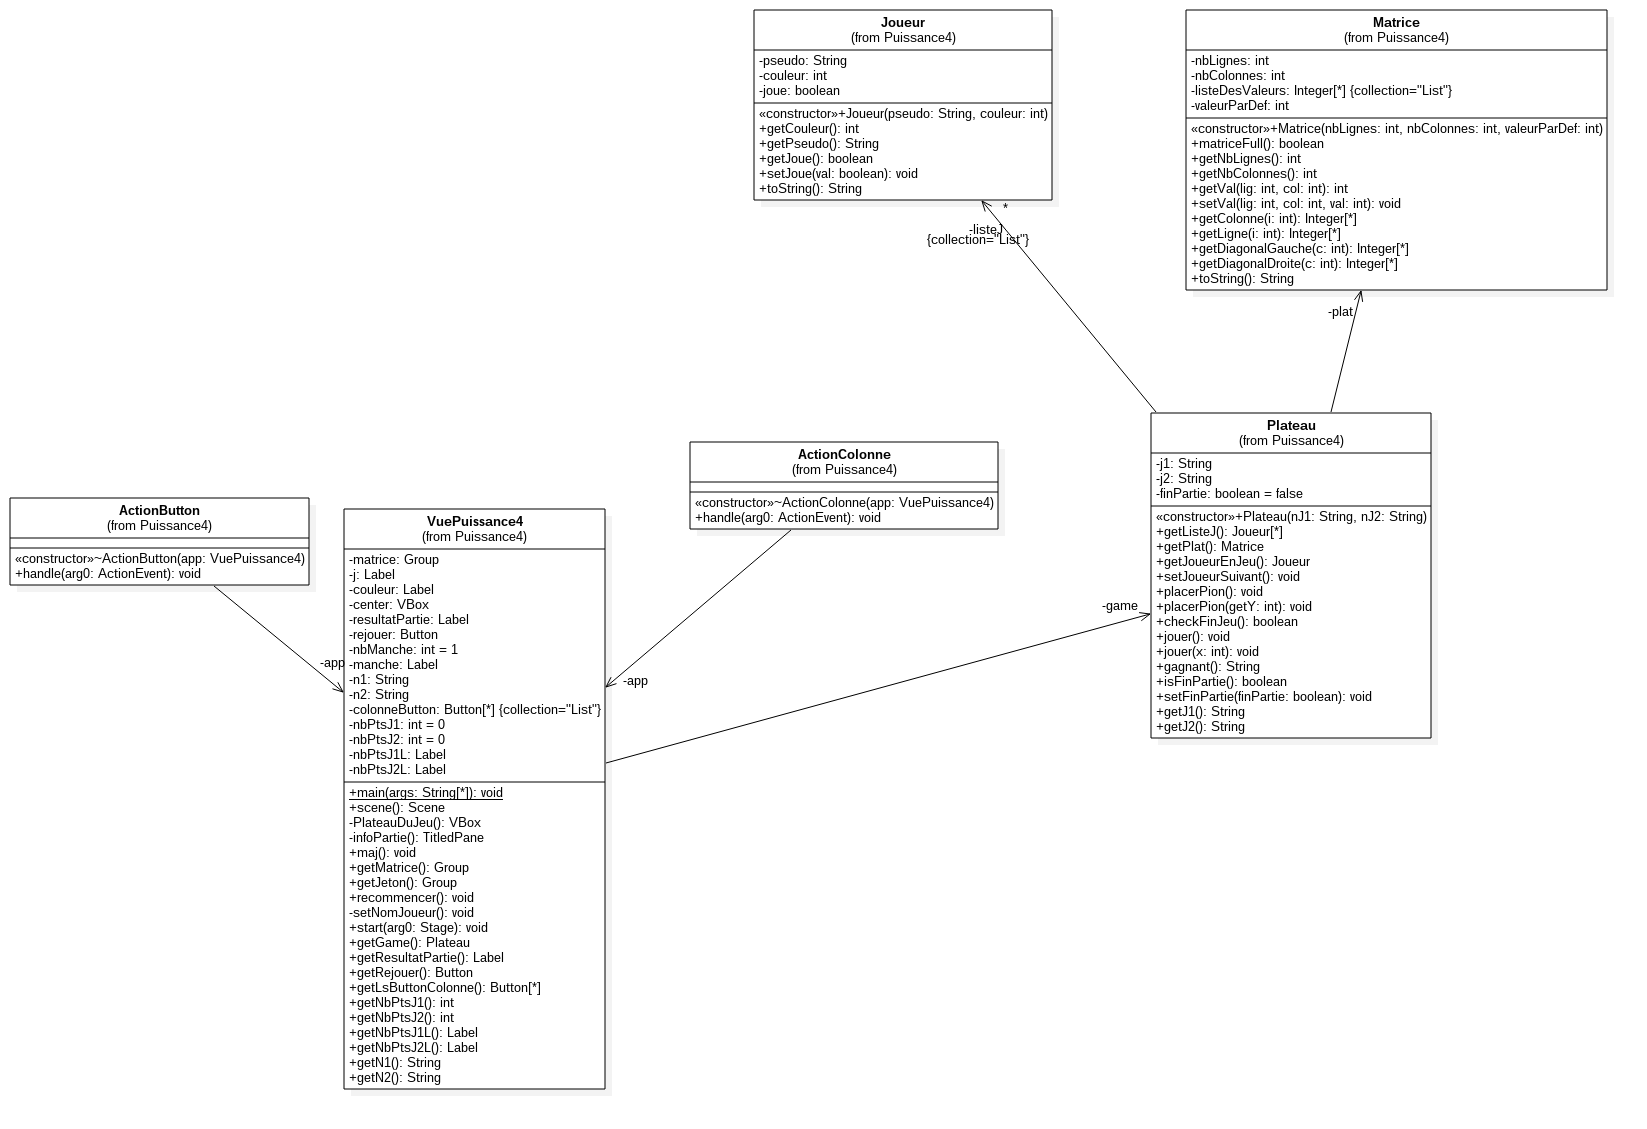 Joueur
(from Puissance4)
-pseudo: String
-couleur: int
-joue: boolean
«constructor»+Joueur(pseudo: String, couleur: int)
+getCouleur(): int
+getPseudo(): String
+getJoue(): boolean
+setJoue(val: boolean): void
+toString(): String
*
-listeJ
{collection="List"}
Matrice
(from Puissance4)
-nbLignes: int
-nbColonnes: int
-listeDesValeurs: Integer[*] {collection="List"}
-valeurParDef: int
«constructor»+Matrice(nbLignes: int, nbColonnes: int, valeurParDef: int)
+matriceFull(): boolean
+getNbLignes(): int
+getNbColonnes(): int
+getVal(lig: int, col: int): int
+setVal(lig: int, col: int, val: int): void
+getColonne(i: int): Integer[*]
+getLigne(i: int): Integer[*]
+getDiagonalGauche(c: int): Integer[*]
+getDiagonalDroite(c: int): Integer[*]
+toString(): String
-plat
ActionButton
(from Puissance4)
«constructor»~ActionButton(app: VuePuissance4)
+handle(arg0: ActionEvent): void
-app
VuePuissance4
(from Puissance4)
-matrice: Group
-j: Label
-couleur: Label
-center: VBox
-resultatPartie: Label
-rejouer: Button
-nbManche: int = 1
-manche: Label
-n1: String
-n2: String
-colonneButton: Button[*] {collection="List"}
-nbPtsJ1: int = 0
-nbPtsJ2: int = 0
-nbPtsJ1L: Label
-nbPtsJ2L: Label
+main(args: String[*]): void
+scene(): Scene
-PlateauDuJeu(): VBox
-infoPartie(): TitledPane
+maj(): void
+getMatrice(): Group
+getJeton(): Group
+recommencer(): void
-setNomJoueur(): void
+start(arg0: Stage): void
+getGame(): Plateau
+getResultatPartie(): Label
+getRejouer(): Button
+getLsButtonColonne(): Button[*]
+getNbPtsJ1(): int
+getNbPtsJ2(): int
+getNbPtsJ1L(): Label
+getNbPtsJ2L(): Label
+getN1(): String
+getN2(): String
ActionColonne
(from Puissance4)
«constructor»~ActionColonne(app: VuePuissance4)
+handle(arg0: ActionEvent): void
-app
-game
Plateau
(from Puissance4)
-j1: String
-j2: String
-finPartie: boolean = false
«constructor»+Plateau(nJ1: String, nJ2: String)
+getListeJ(): Joueur[*]
+getPlat(): Matrice
+getJoueurEnJeu(): Joueur
+setJoueurSuivant(): void
+placerPion(): void
+placerPion(getY: int): void
+checkFinJeu(): boolean
+jouer(): void
+jouer(x: int): void
+gagnant(): String
+isFinPartie(): boolean
+setFinPartie(finPartie: boolean): void
+getJ1(): String
+getJ2(): String